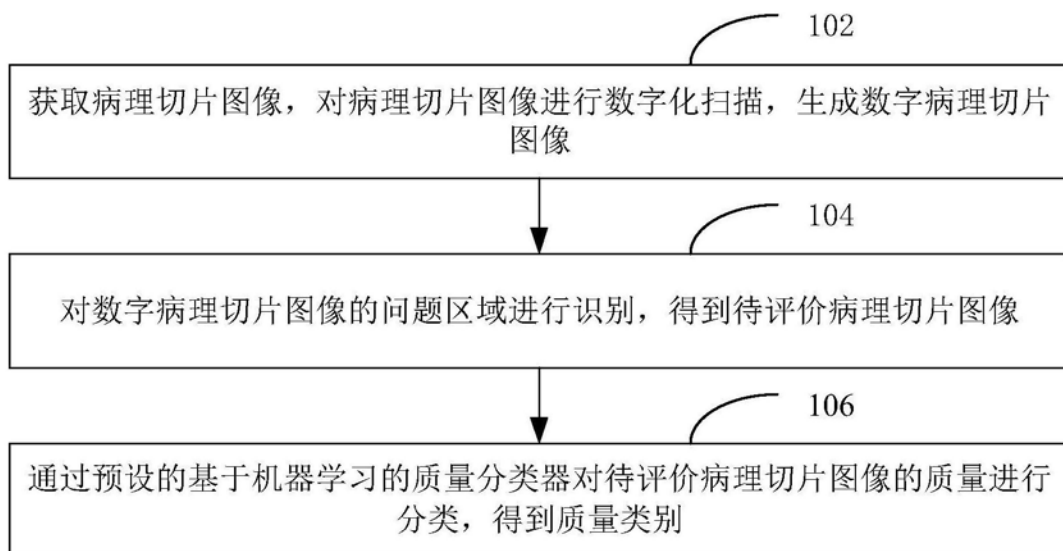 102
获取病理切片图像，对病理切片图像进行数字化扫描，生成数字病理切片
图像
104
对数字病理切片图像的问题区域进行识别，得到待评价病理切片图像
106
通过预设的基于机器学习的质量分类器对待评价病理切片图像的质量进行
分类，得到质量类别